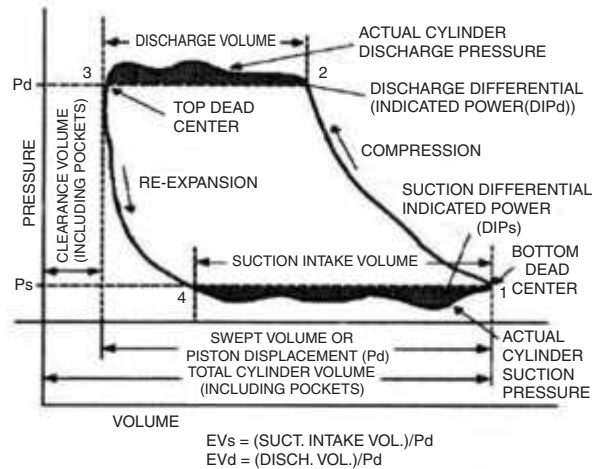 DISCHARGE VOLUME
ACTUAL CYLINDER
DISCHARGE PRESSURE
3
2
Pd
TOP DEAD
CENTER
DISCHARGE DIFFERENTIAL
(INDICATED POWER(DIPd))
COMPRESSION
PRESSURE
CLEARANCE VOLUME
(INCLUDING POCKETS)
RE-EXPANSION
SUCTION DIFFERENTIAL
INDICATED POWER
(DIPs)
SUCTION INTAKE VOLUME
BOTTOM
DEAD
CENTER
Ps
4
1
SWEPT VOLUME OR
PISTON DISPLACEMENT (Pd)
TOTAL CYLINDER VOLUME
(INCLUDING POCKETS)
ACTUAL
CYLINDER
SUCTION
PRESSURE
VOLUME
EVs = (SUCT. INTAKE VOL.)/Pd
EVd = (DISCH. VOL.)/Pd